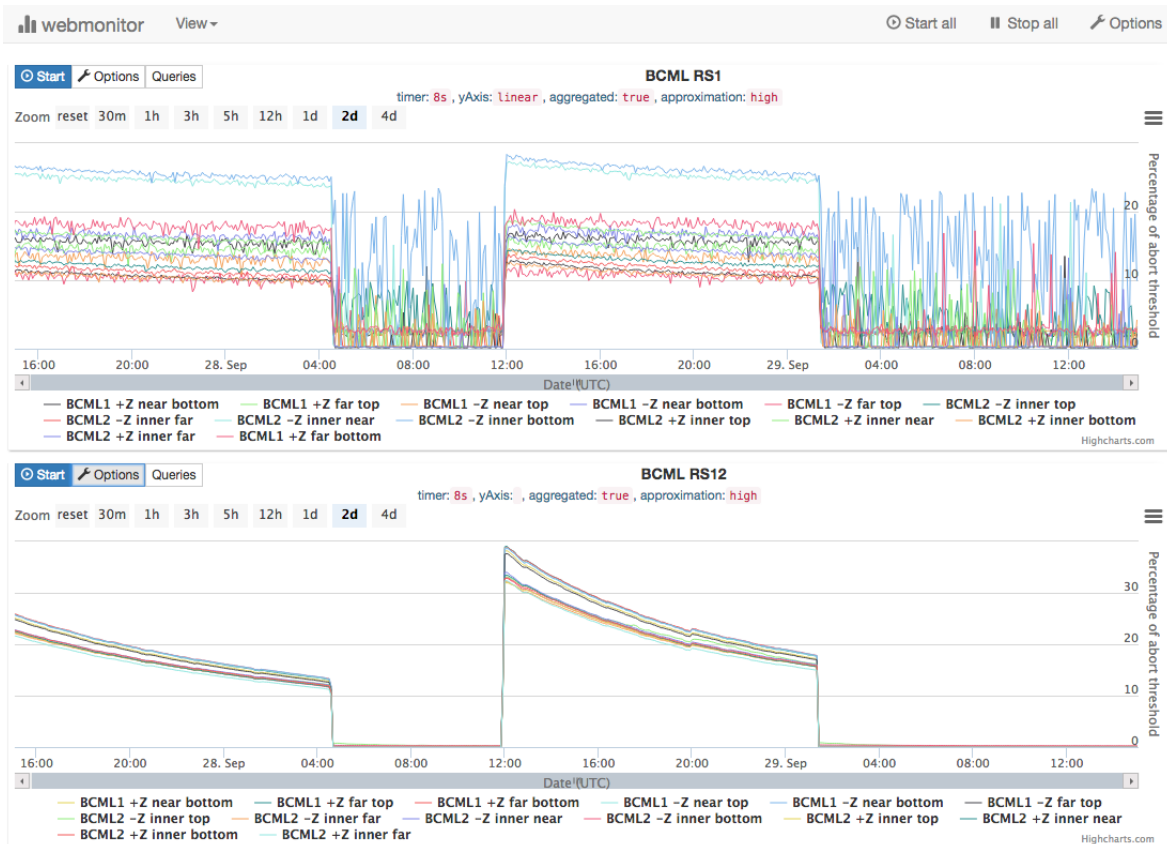 webmonitor View Start all Stop all Options
Start Options Queries BCML RS1
timer: 8s , yAxis: linear , aggregated: true , approximation: high
Zoom reset 30m 1h 3h 5h 12h 1d 2d 4d
Percentage of abort threshold
20
10
0
16:00 20:00 28. Sep 04:00 08:00 12:00 16:00 20:00 29. Sep 04:00 08:00 12:00
Date (UTC)
BCML1 +Z near bottom BCML1 +Z far top BCML1 -Z near top BCML1 -Z near bottom BCML1 -Z far top BCML2 -Z inner top
BCML2 -Z inner far BCML2 -Z inner near BCML2 -Z inner bottom BCML2 +Z inner top BCML2 +Z inner near BCML2 +Z inner bottom
BCML2 +Z inner far BCML1 +Z far bottom
Highcharts.com
Start Options Queries BCML RS12
timer: 8s , yAxis: , aggregated: true , approximation: high
Zoom reset 30m 1h 3h 5h 12h 1d 2d 4d
Percentage of abort threshold
30
20
10
0
16:00 20:00 28. Sep 04:00 08:00 12:00 16:00 20:00 29. Sep 04:00 08:00 12:00
Date (UTC)
BCML1 +Z near bottom BCML1 +Z far top BCML1 +Z far bottom BCML1 -Z near top BCML1 -Z near bottom BCML1 -Z far top
BCML2 -Z inner top BCML2 -Z inner far BCML2 -Z inner near BCML2 -Z inner bottom BCML2 +Z inner top BCML2 +Z inner near
BCML2 +Z inner bottom BCML2 +Z inner far
Highcharts.com